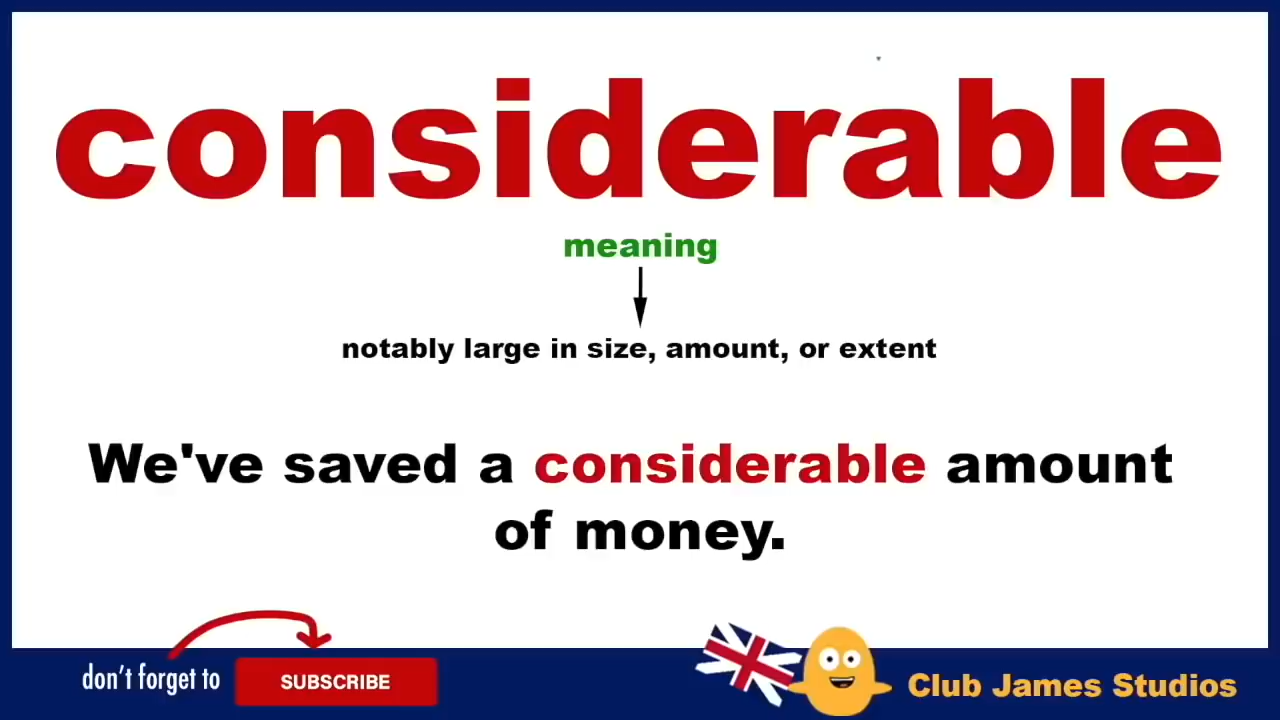 considerable
meaning
notably large in size, amount, or extent
We've saved a considerable amount
of money.
don't forget to
SUBSCRIBE
Club James Studios